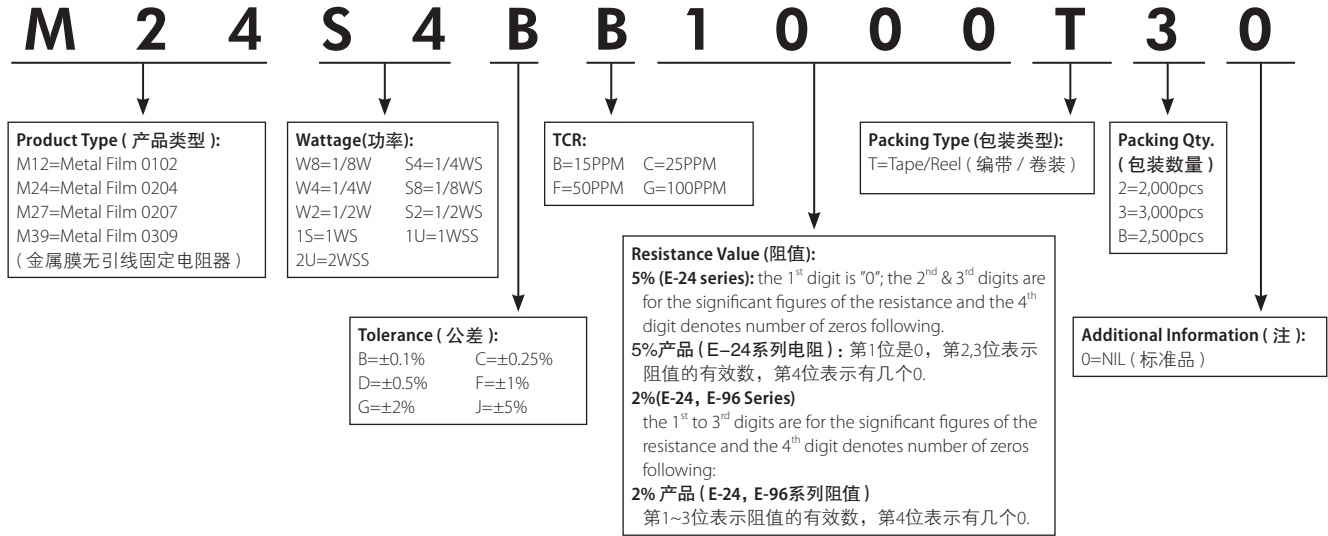 M 2 4 S 4 B B 1 0 0 0 T 3 0
Product Type ( 产品类型 ):
M12=Metal Film 0102
M24=Metal Film 0204
M27=Metal Film 0207
M39=Metal Film 0309
( 金属膜无引线固定电阻器 )
Wattage(功率):
W8=1/8W S4=1/4WS
W4=1/4W S8=1/8WS
W2=1/2W S2=1/2WS
1S=1WS 1U=1WSS
2U=2WSS
Tolerance ( 公差 ):
B=±0.1% C=±0.25%
D=±0.5% F=±1%
G=±2% J=±5%
TCR:
B=15PPM C=25PPM
F=50PPM G=100PPM
Resistance Value (阻值):
5% (E-24 series): the 1st digit is "0"; the 2nd & 3rd digits are
for the significant figures of the resistance and the 4th
digit denotes number of zeros following.
5%产品 ( E–24系列电阻 ) : 第1位是0，第2,3位表示
阻值的有效数，第4位表示有几个0.
2%(E-24, E-96 Series)
the 1st to 3rd digits are for the significant figures of the
resistance and the 4th digit denotes number of zeros
following:
2% 产品 ( E-24, E-96系列阻值 )
第1~3位表示阻值的有效数，第4位表示有几个0.
Packing Type (包装类型):
T=Tape/Reel ( 编带 / 卷装 )
Packing Qty.
( 包装数量 )
2=2,000pcs
3=3,000pcs
B=2,500pcs
Additional Information ( 注 ):
0=NIL ( 标准品 )